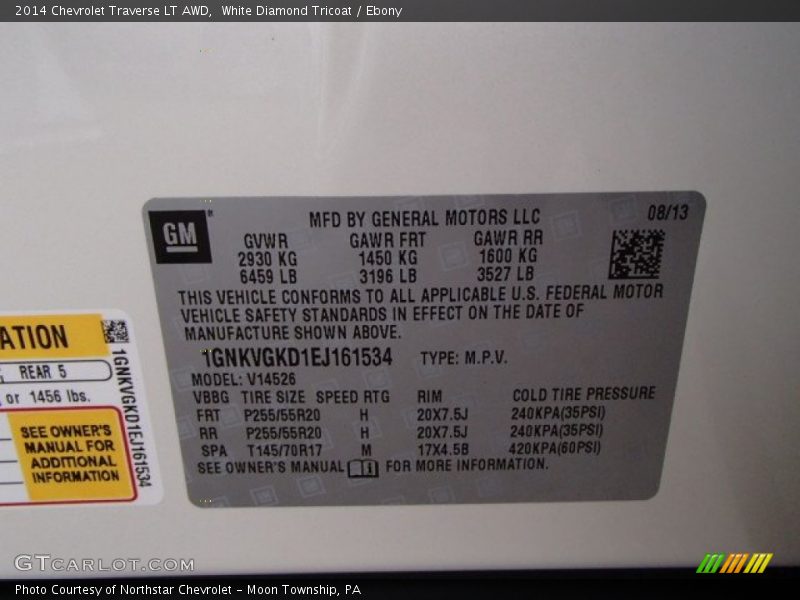 2014 Chevrolet Traverse LT AWD,  White Diamond Tricoat / Ebony
GM
MFD BY GENERAL MOTORS LLC
08/13
GVWR GAWR FRT GAWR RR
2930 KG 1450 KG 1600 KG
6459 LB 3196 LB 3527 LB
THIS VEHICLE CONFORMS TO ALL APPLICABLE U.S. FEDERAL MOTOR
VEHICLE SAFETY STANDARDS IN EFFECT ON THE DATE OF
MANUFACTURE SHOWN ABOVE.
1GNKVGKD1EJ161534 TYPE: M.P.V.
MODEL: V14526
VBBG TIRE SIZE SPEED RTG RIM COLD TIRE PRESSURE
FRT P255/55R20 H 20X7.5J 240KPA(35PSI)
RR P255/55R20 H 20X7.5J 240KPA(35PSI)
SPA T145/70R17 M 17X4.5B 420KPA(60PSI)
SEE OWNER'S MANUAL FOR MORE INFORMATION.
ATION
REAR 5
or 1456 lbs.
SEE OWNER'S
MANUAL FOR
ADDITIONAL
INFORMATION
1GNKVGKD1EJ161534
GTCARLOT.COM
Photo Courtesy of Northstar Chevrolet - Moon Township, PA